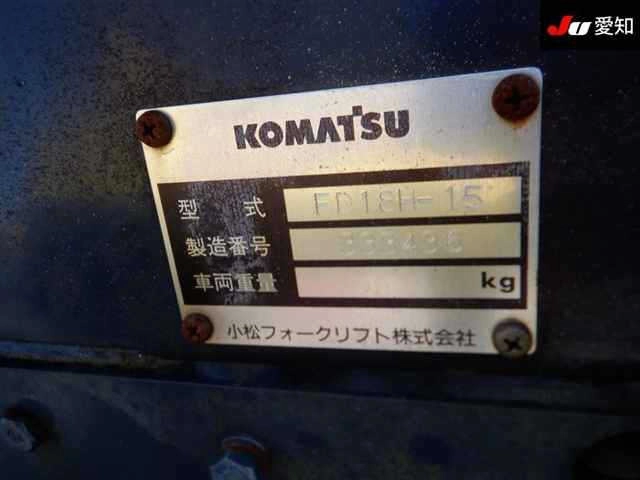 JU 愛知
KOMATSU
型式 FD18H-15
製造番号
車両重量 kg
小松フォークリフト株式会社